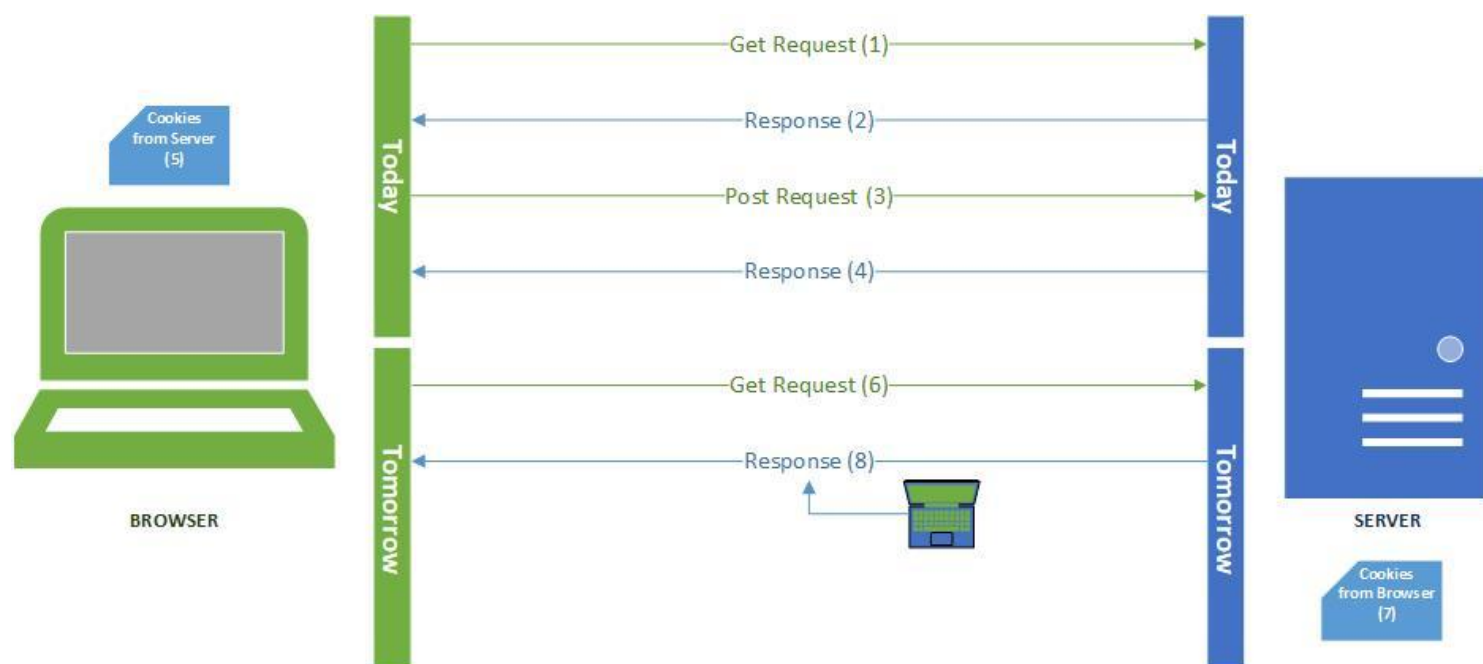 Get Request (1)
Cookies
from Server
(5)
Response (2)
Today
Today
Post Request (3)
Response (4)
Get Request (6)
Response (8)
Tomorrow
Tomorrow
BROWSER
SERVER
Cookies
from Browser
(7)